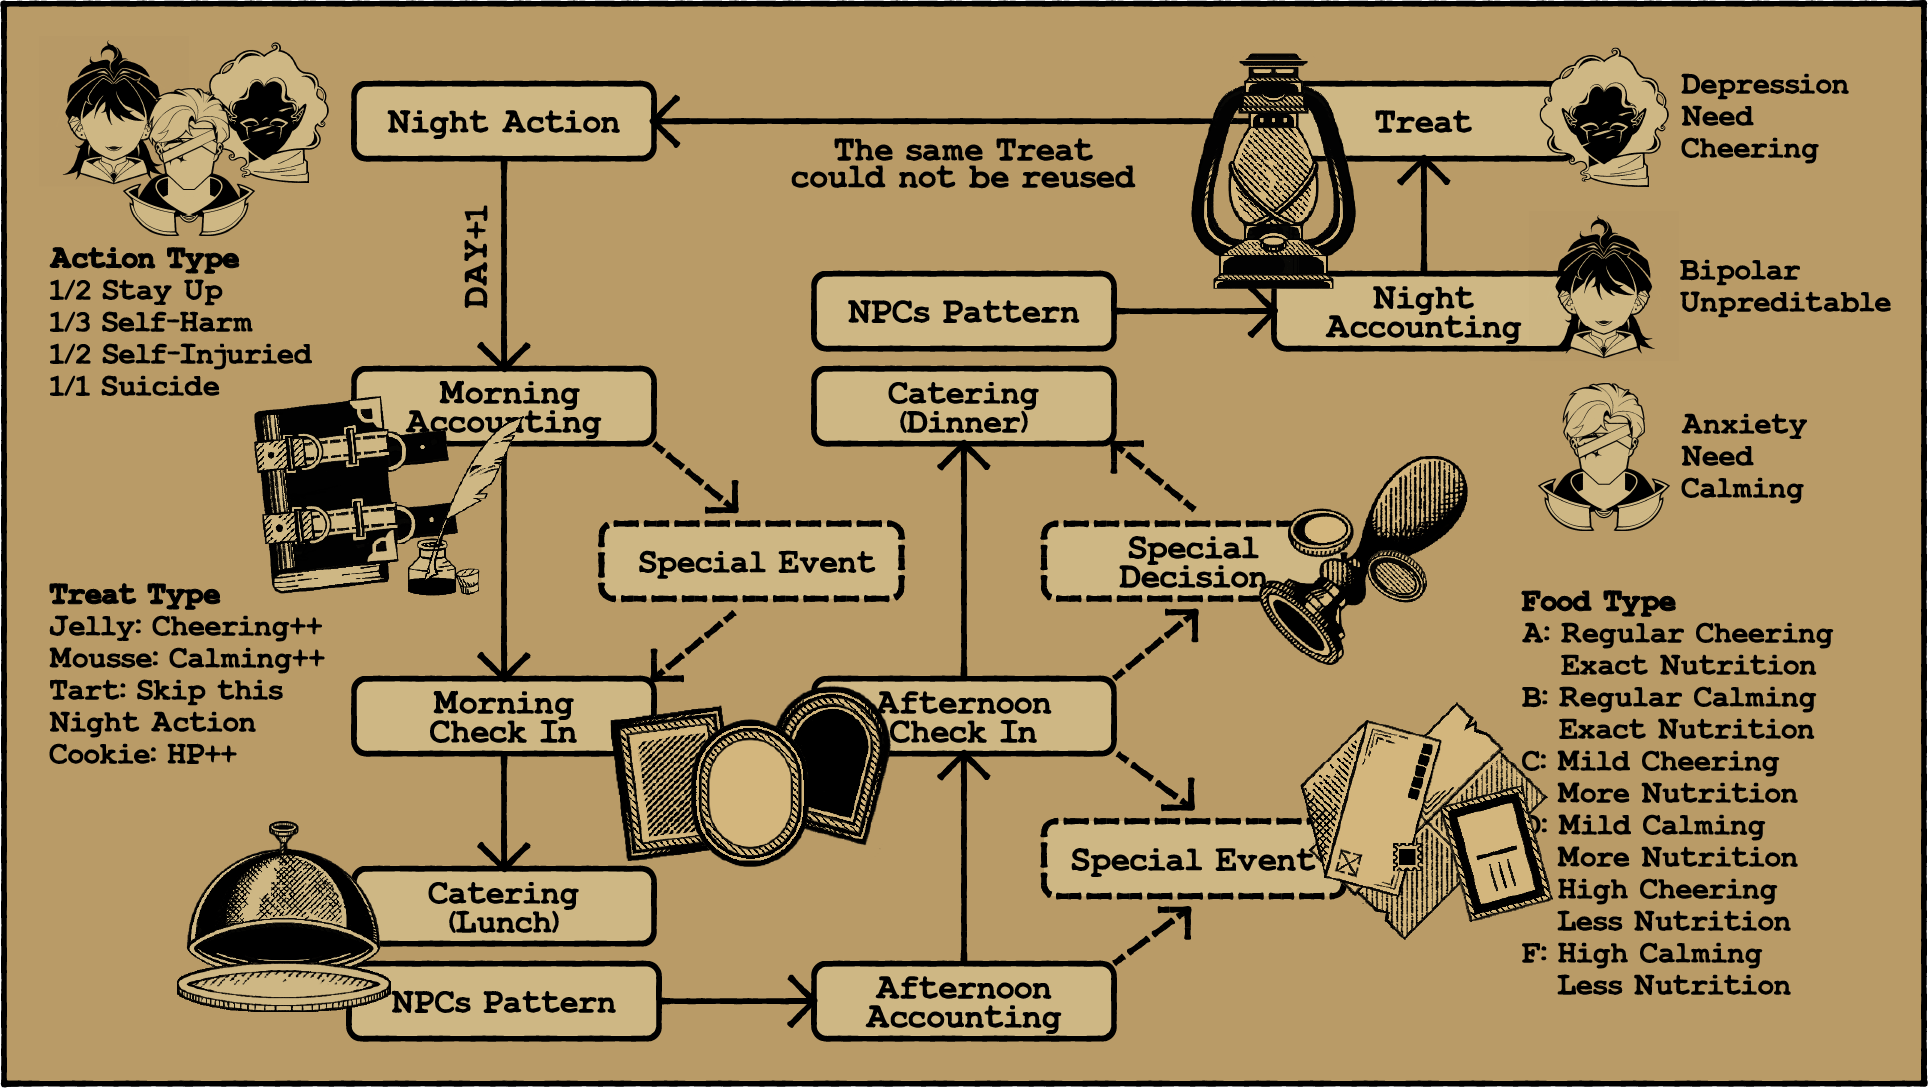 Night Action
The same Treat
could not be reused
Treat
Depression
Need
Cheering
DAY+1
Action Type
1/2 Stay Up
1/3 Self-Harm
1/2 Self-Injuried
1/1 Suicide
NPCs Pattern
Night
Accounting
Bipolar
Unpreditable
Morning
Accounting
Catering
(Dinner)
Anxiety
Need
Calming
Special Event
Special
Decision
Treat Type
Jelly: Cheering++
Mousse: Calming++
Tart: Skip this
Night Action
Cookie: HP++
Morning
Check In
Afternoon
Check In
Special Event
Catering
(Lunch)
NPCs Pattern
Afternoon
Accounting
Food Type
A: Regular Cheering
Exact Nutrition
B: Regular Calming
Exact Nutrition
C: Mild Cheering
More Nutrition
D: Mild Calming
More Nutrition
High Cheering
Less Nutrition
F: High Calming
Less Nutrition